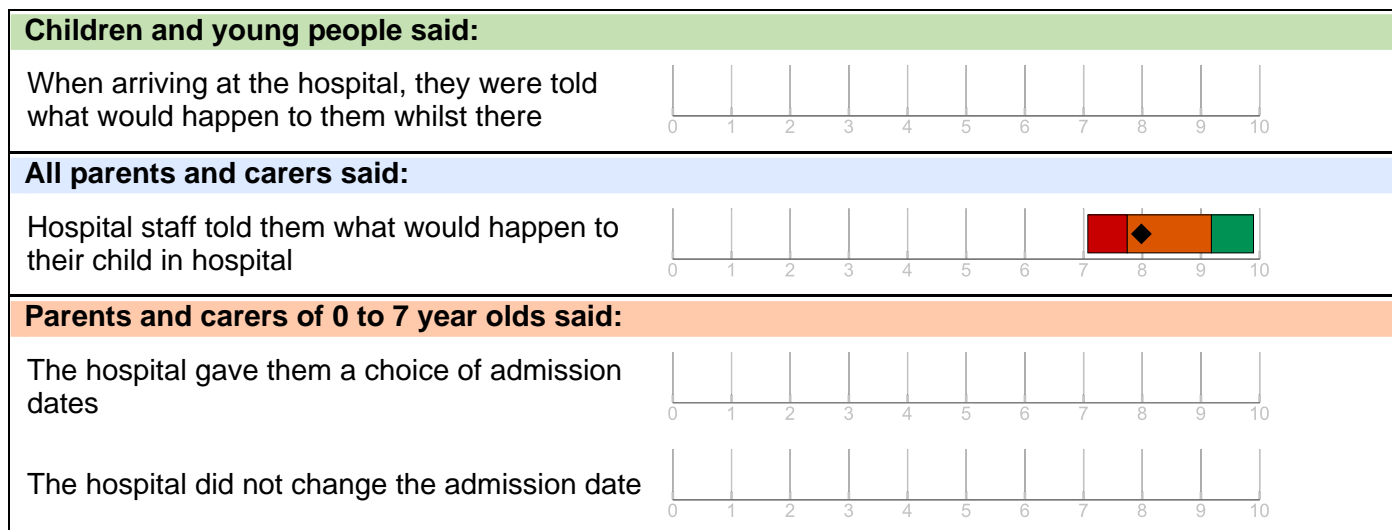 Children and young people said:
When arriving at the hospital, they were told
what would happen to them whilst there
0 1 2 3 4 5 6 7 8 9 10
All parents and carers said:
Hospital staff told them what would happen to
their child in hospital
0 1 2 3 4 5 6 7 8 9 10
Parents and carers of 0 to 7 year olds said:
The hospital gave them a choice of admission
dates
0 1 2 3 4 5 6 7 8 9 10
The hospital did not change the admission date
0 1 2 3 4 5 6 7 8 9 10